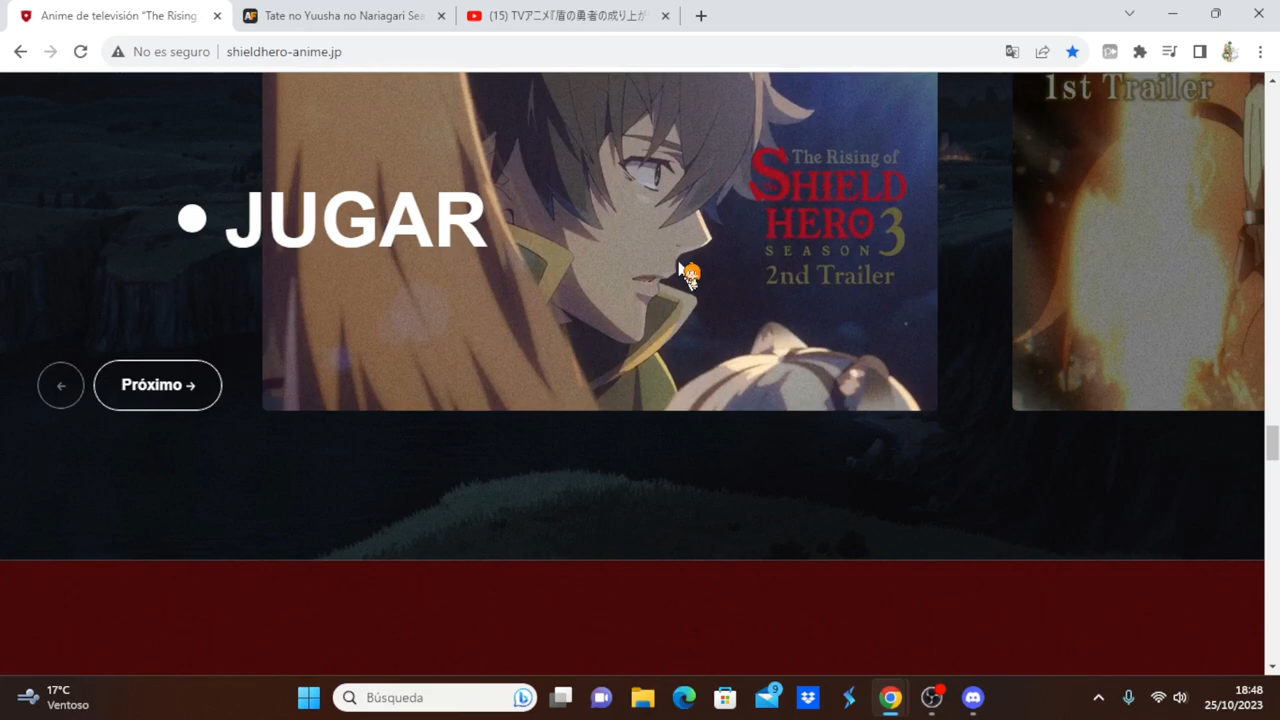 Anime de televisión "The Rising
Tate no Yuusha no Nariagari Sea
(15) TVアニメ『盾の勇者の成り上が
No es seguro
shieldhero-anime.jp
1st Trailer
The Rising of
SHIELD
HERO 3
SEASON
2nd Trailer
• JUGAR
← Próximo →
17°C
Ventoso
Búsqueda
9
18:48
25/10/2023